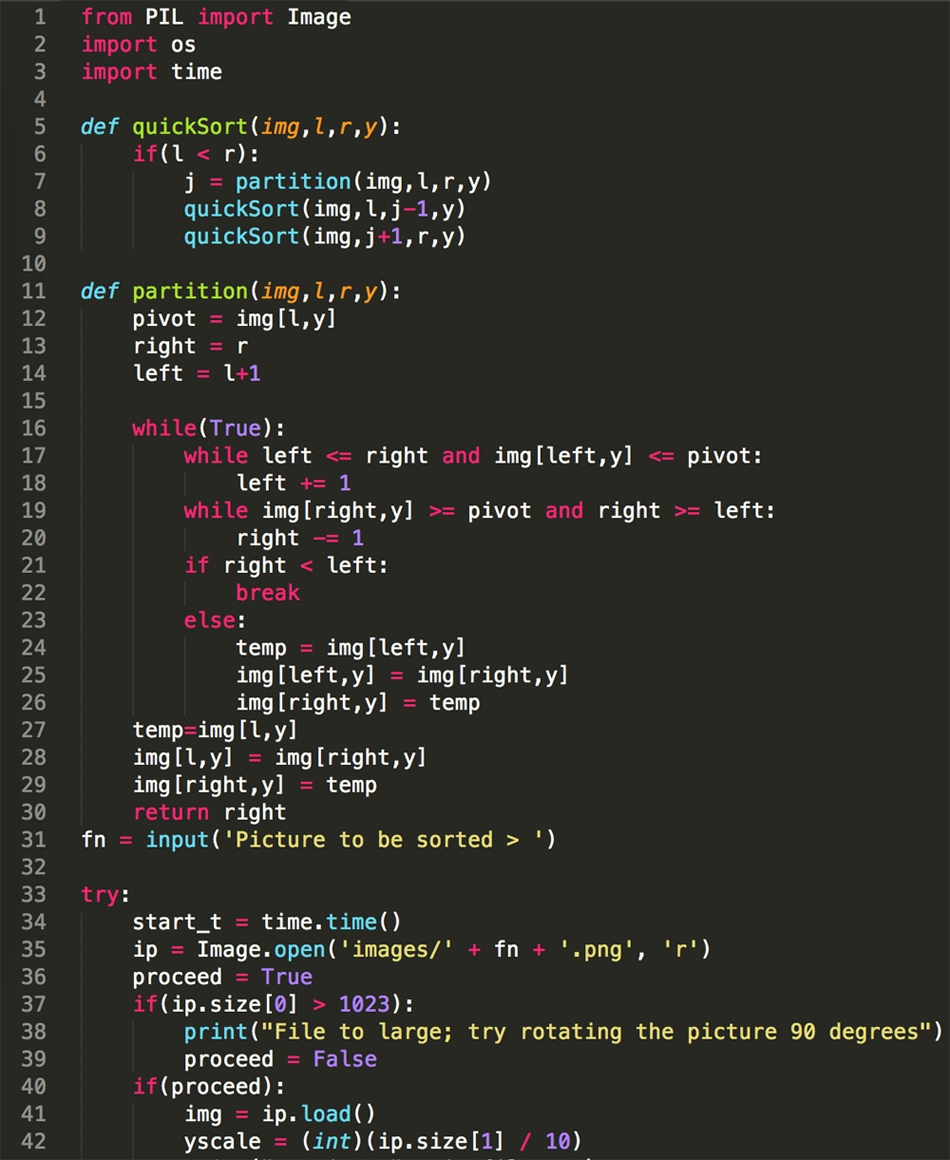 1 from PIL import Image
2 import os
3 import time
4
5 def quickSort(img,l,r,y):
6     if(l < r):
7         j = partition(img,l,r,y)
8         quickSort(img,l,j-1,y)
9         quickSort(img,j+1,r,y)
10
11 def partition(img,l,r,y):
12     pivot = img[l,y]
13     right = r
14     left = l+1
15
16     while(True):
17         while left <= right and img[left,y] <= pivot:
18             left += 1
19         while img[right,y] >= pivot and right >= left:
20             right -= 1
21         if right < left:
22             break
23         else:
24             temp = img[left,y]
25             img[left,y] = img[right,y]
26             img[right,y] = temp
27     temp=img[l,y]
28     img[l,y] = img[right,y]
29     img[right,y] = temp
30     return right
31 fn = input('Picture to be sorted > ')
32
33 try:
34     start_t = time.time()
35     ip = Image.open('images/' + fn + '.png', 'r')
36     proceed = True
37     if(ip.size[0] > 1023):
38         print("File to large; try rotating the picture 90 degrees")
39         proceed = False
40     if(proceed):
41         img = ip.load()
42         yscale = (int)(ip.size[1] / 10)